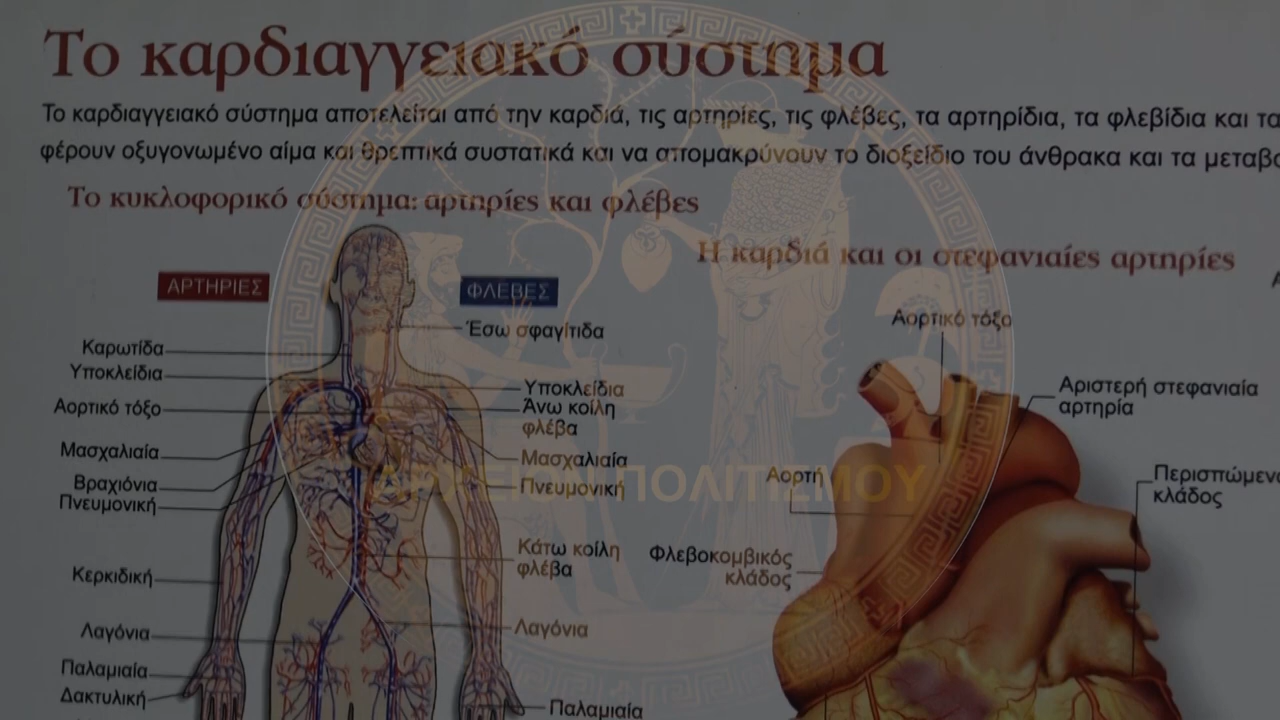 Το καρδιαγγειακό σύστημα
Το καρδιαγγειακό σύστημα αποτελείται από την καρδιά, τις αρτηρίες, τις φλέβες, τα αρτηρίδια, τα φλεβίδια και τα
φέρουν οξυγονωμένο αίμα και θρεπτικά συστατικά και να απομακρύνουν το διοξείδιο του άνθρακα και τα
Το κυκλοφορικό σύστημα: αρτηρίες και φλέβες
Η καρδιά και οι στεφανιαίες αρτηρίες
ΑΡΤΗΡΙΕΣ
ΦΛΕΒΕΣ
Καρωτίδα
Υποκλείδια
Αορτικό τόξο
Μασχαλιαία
Βραχιόνια
Πνευμονική
Κερκιδική
Λαγόνια
Παλαμιαία
Δακτυλική
Έσω σφαγίτιδα
Υποκλείδια
Άνω κοίλη
φλέβα
Μασχαλιαία
Πνευμονική
Κάτω κοίλη
φλέβα
Λαγόνια
Παλαμιαία
Αορτικό τόξο
Αριστερή στεφανιαία
αρτηρία
Αορτή
Περισπώμενο
κλάδος
Φλεβοκομβικός
κλάδος
ΑΡΧΕΙΟΝ ΠΟΛΙΤΙΣΜΟΥ